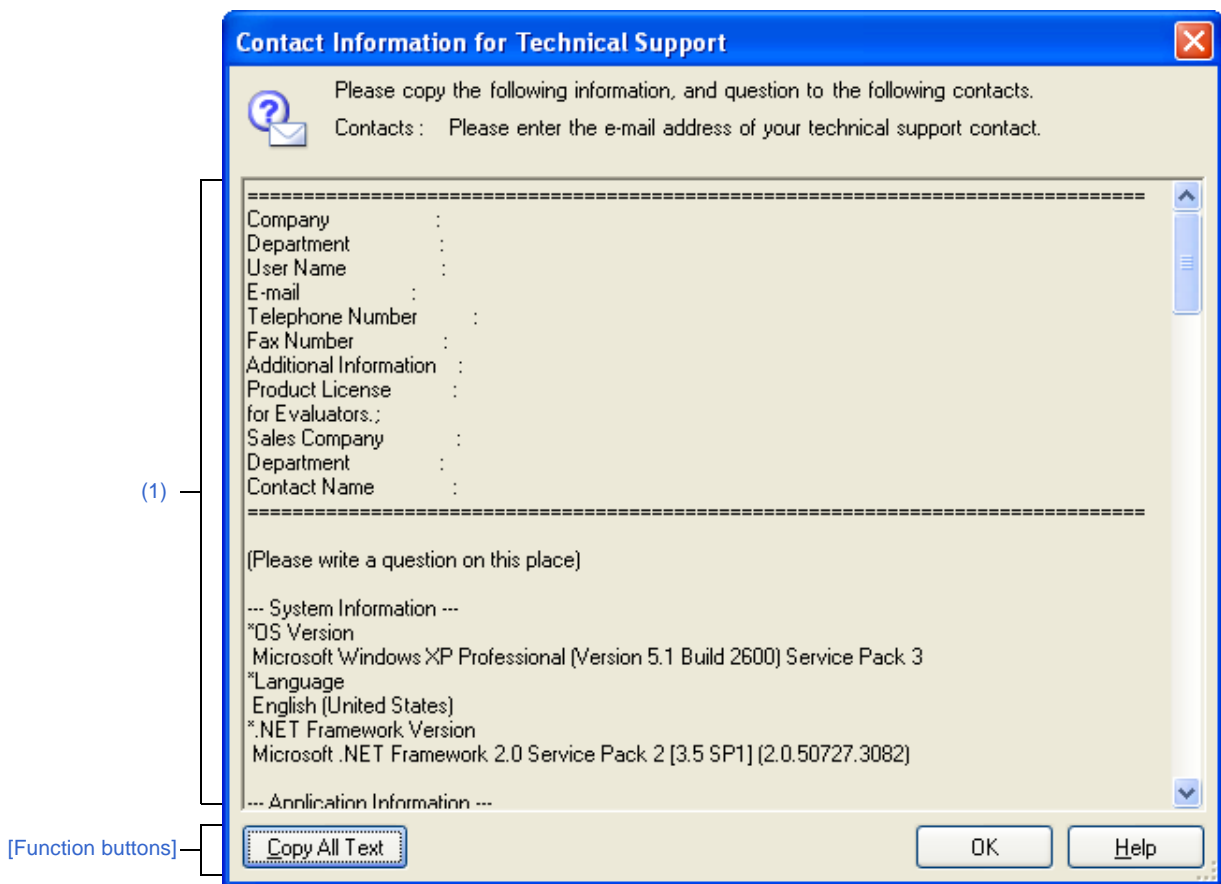 Contact Information for Technical Support
Please copy the following information, and question to the following contacts.
Contacts : Please enter the e-mail address of your technical support contact.
================================================================================
Company :
Department :
User Name :
E-mail :
Telephone Number :
Fax Number :
Additional Information :
Product License :
for Evaluators.;
Sales Company :
Department :
Contact Name :
================================================================================
(Please write a question on this place)
--- System Information ---
*OS Version
Microsoft Windows XP Professional (Version 5.1 Build 2600) Service Pack 3
*Language
English (United States)
*.NET Framework Version
Microsoft .NET Framework 2.0 Service Pack 2 [3.5 SP1] (2.0.50727.3082)
--- Application Information ---
(1)
[Function buttons]
Copy All Text
OK
Help